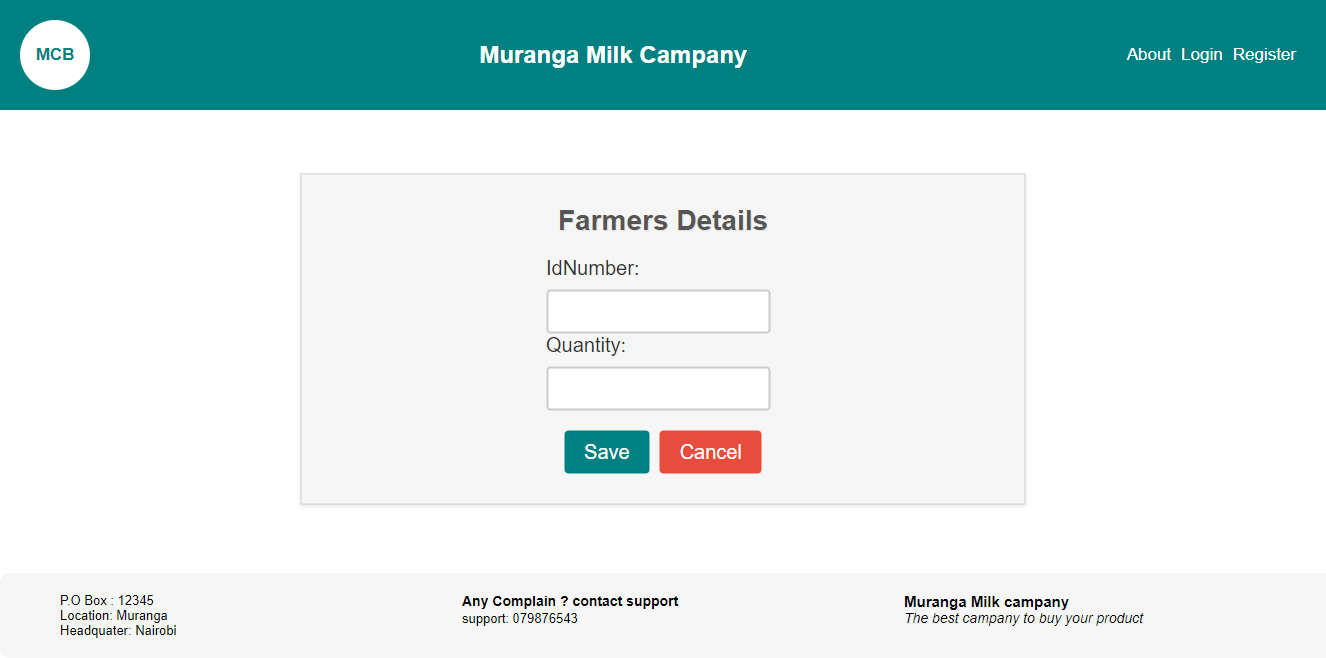 MCB
Muranga Milk Campany
About Login Register
Farmers Details
IdNumber:
Quantity:
Save Cancel
P.O Box : 12345
Location: Muranga
Headquater: Nairobi
Any Complain ? contact support
support: 079876543
Muranga Milk campany
The best campany to buy your product